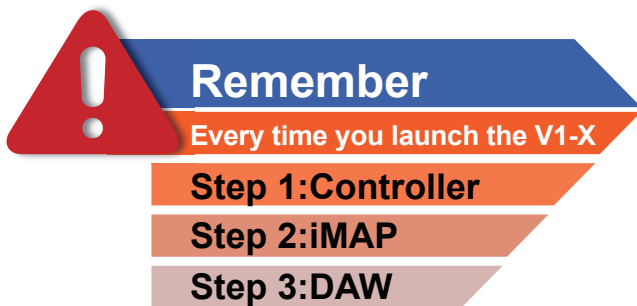 Remember
Every time you launch the V1-X
Step 1:Controller
Step 2:iMAP
Step 3:DAW